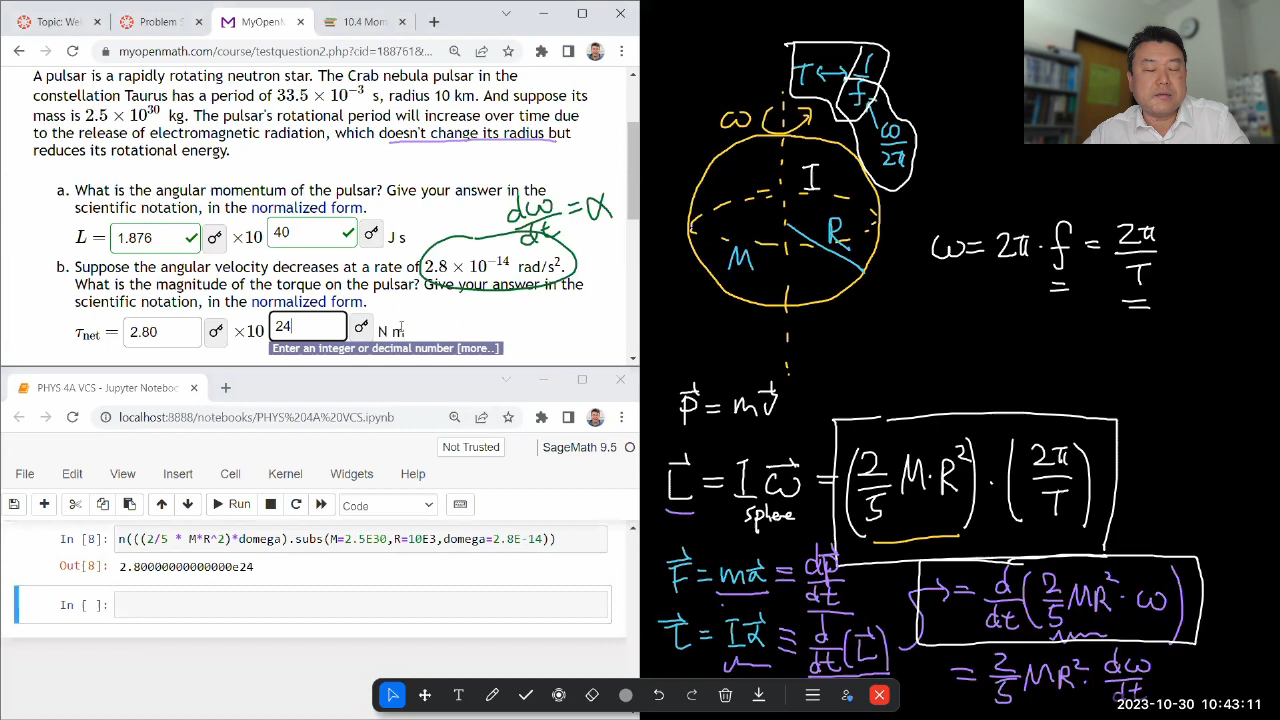 Topic: Wel
Problem S
MyOpenM
10.4 Mom
myopenmath.com/course/testquestion2.php?cid=188761&...
A pulsar is a rapidly rotating neutron star. The Crab nebula pulsar in the
constellation Taurus has a period of 33.5 × 10⁻³ s, radius 10 km. And suppose its
mass is 2.5 × 10³⁰ kg. The pulsar's rotational period will increase over time due
to the release of electromagnetic radiation, which doesn't change its radius but
reduces its rotational energy.
a. What is the angular momentum of the pulsar? Give your answer in the
scientific notation, in the normalized form.
L = 1.876 ×10 40 J s
dω/dt = α
b. Suppose the angular velocity decreases at a rate of 2.8 × 10⁻¹⁴ rad/s².
What is the magnitude of the torque on the pulsar? Give your answer in the
scientific notation, in the normalized form.
τnet = 2.80 ×10 24 N m
Enter an integer or decimal number [more..]
PHYS 4A VCS - Jupyter Noteboo
localhost:8888/notebooks/PHYS%204A%20VCS.ipynb
Not Trusted SageMath 9.5
File Edit View Insert Cell Kernel Widgets Help
Run Code
In [8]: n(((2/5 * M*R^2)*domega).subs(M=2.5E30,R=10E3,domega=2.8E-14))
Out[8]: 2.80000000000000e24
In [ ]:
T ↔ 1/f
ω/2π
ω
I
R
M
ω = 2π · f = 2π/T
p⃗ = mv⃗
L⃗ = I ω⃗ = (2/5 M·R²) · (2π/T)
sphere
F⃗ = ma⃗ ≡ dp⃗/dt
τ⃗ = Iα⃗ ≡ d/dt (L⃗)
→ = d/dt (2/5 MR² · ω)
= 2/5 MR² · dω/dt
T
2023-10-30 10:43:11